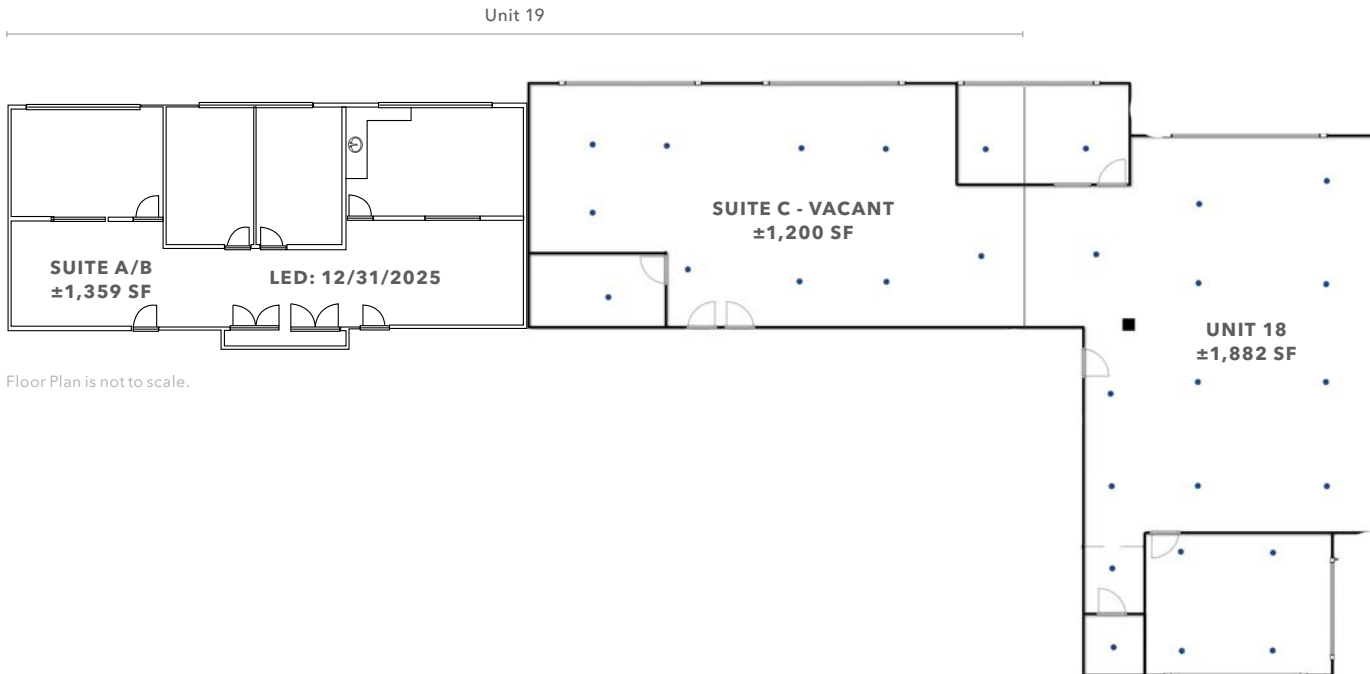 Unit 19
SUITE C - VACANT
±1,200 SF
SUITE A/B
±1,359 SF
LED: 12/31/2025
UNIT 18
±1,882 SF
Floor Plan is not to scale.